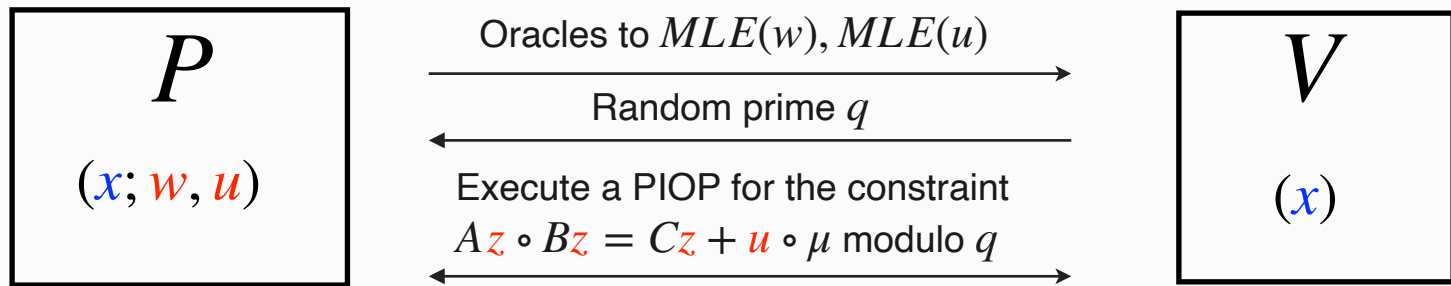 P
(x; w, u)
Oracles to MLE(w), MLE(u)
Random prime q
Execute a PIOP for the constraint
Az ∘ Bz = Cz + u ∘ μ modulo q
V
(x)